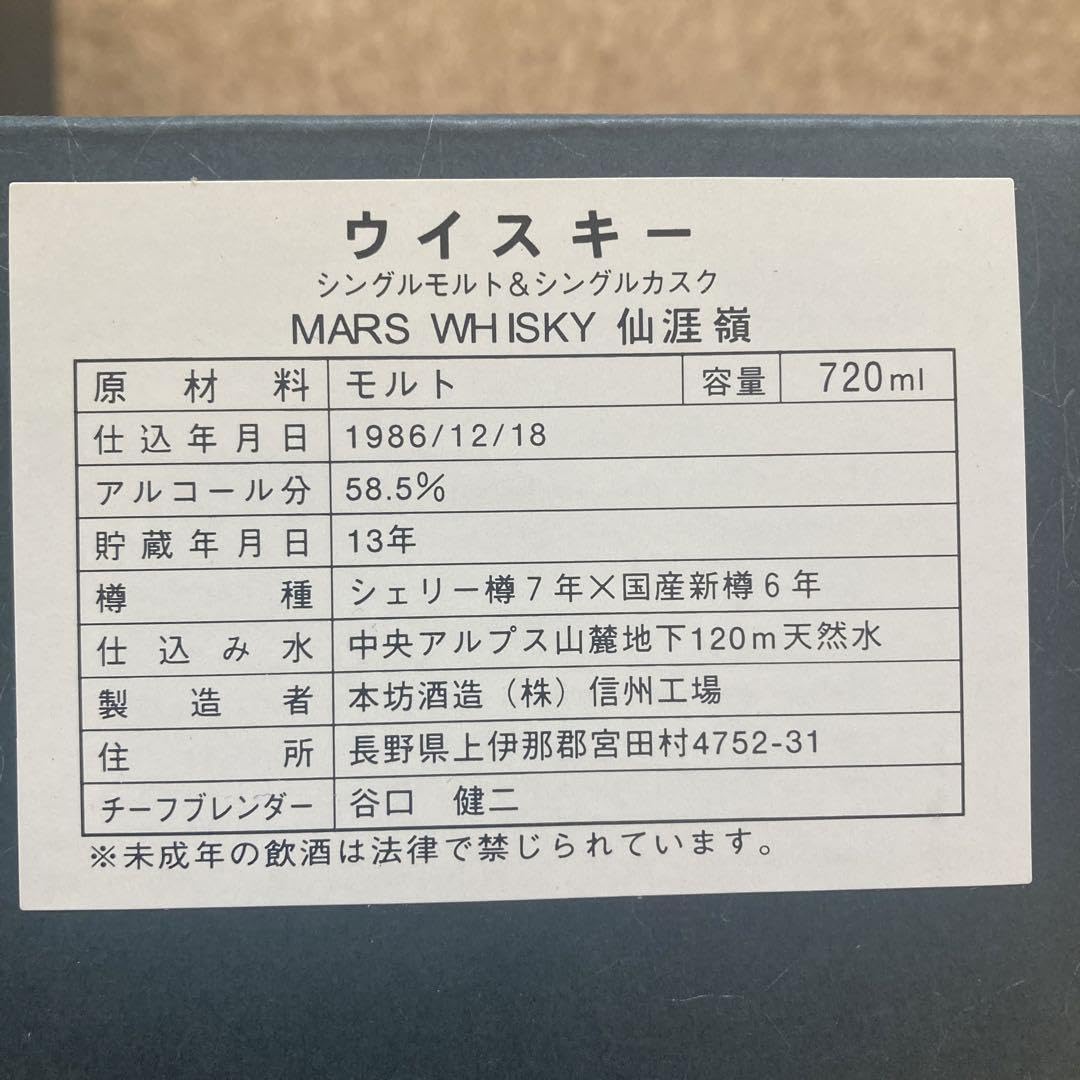 ウイスキー
シングルモルト&シングルカスク
MARS WHISKY 仙涯嶺
原材料 モルト 容量 720ml
仕込年月日 1986/12/18
アルコール分 58.5%
貯蔵年月日 13年
樽種 シェリー樽7年×国産新樽6年
仕込み水 中央アルプス山麓地下120m天然水
製造者 本坊酒造（株）信州工場
住所 長野県上伊那郡宮田村4752-31
チーフブレンダー 谷口 健二
※未成年の飲酒は法律で禁じられています。